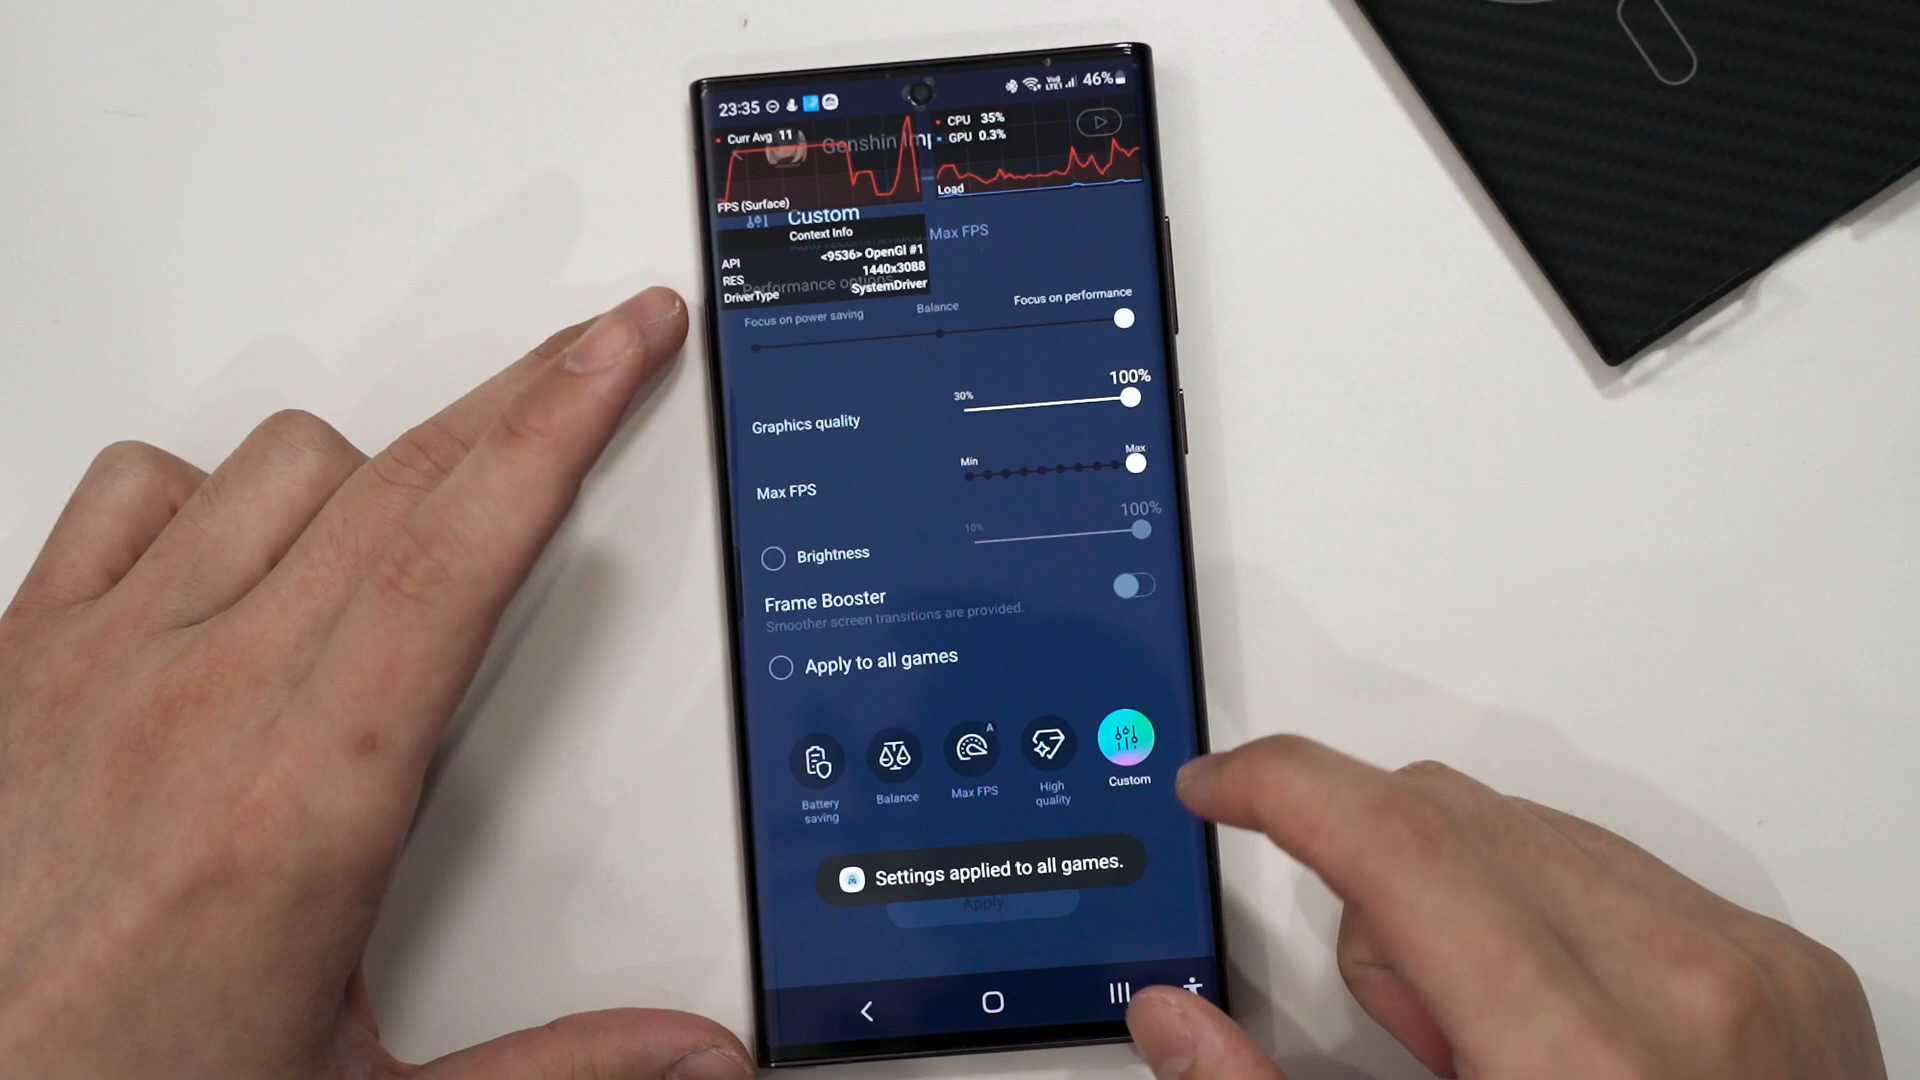 23:35
46%
Curr Avg 11
Genshin Imp
CPU 35%
GPU 0.3%
Load
FPS (Surface)
Custom
Context Info
Max FPS
API <9536> OpenGl #1
RES 1440x3088
DriverType SystemDriver
Performance options
Focus on power saving
Balance
Focus on performance
Graphics quality
30%
100%
Max FPS
Min
Max
Brightness
10%
100%
Frame Booster
Smoother screen transitions are provided.
Apply to all games
A
Battery saving
Balance
Max FPS
High quality
Custom
Settings applied to all games.
Apply